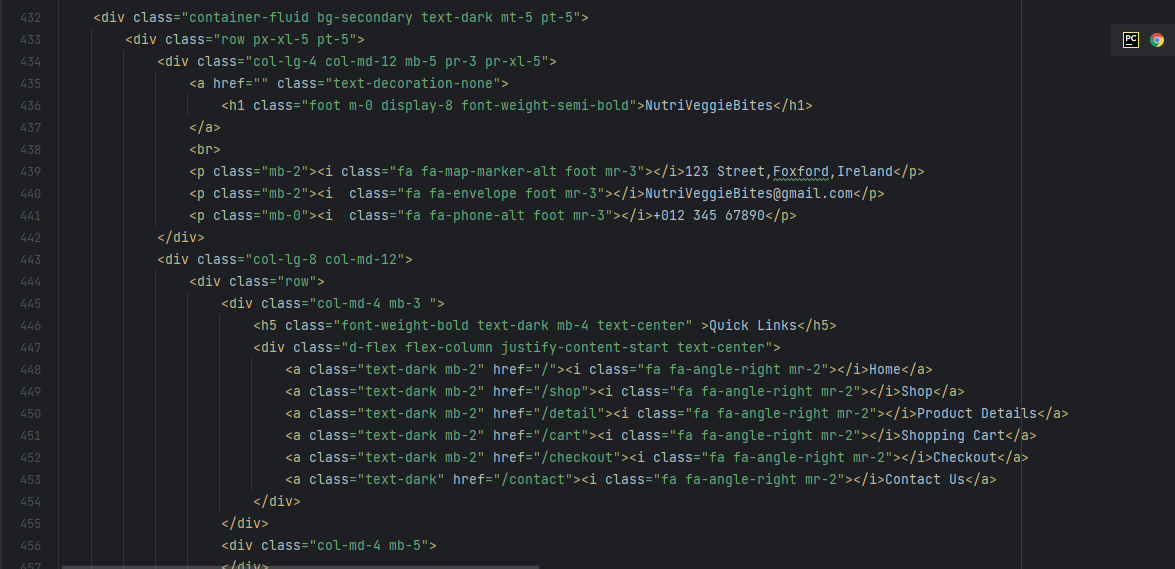 432 <div class="container-fluid bg-secondary text-dark mt-5 pt-5">
433 <div class="row px-xl-5 pt-5">
434 <div class="col-lg-4 col-md-12 mb-5 pr-3 pr-xl-5">
435 <a href="" class="text-decoration-none">
436 <h1 class="foot m-0 display-8 font-weight-semi-bold">NutriVeggieBites</h1>
437 </a>
438 <br>
439 <p class="mb-2"><i class="fa fa-map-marker-alt foot mr-3"></i>123 Street,Foxford,Ireland</p>
440 <p class="mb-2"><i  class="fa fa-envelope foot mr-3"></i>NutriVeggieBites@gmail.com</p>
441 <p class="mb-0"><i  class="fa fa-phone-alt foot mr-3"></i>+012 345 67890</p>
442 </div>
443 <div class="col-lg-8 col-md-12">
444 <div class="row">
445 <div class="col-md-4 mb-3 ">
446 <h5 class="font-weight-bold text-dark mb-4 text-center" >Quick Links</h5>
447 <div class="d-flex flex-column justify-content-start text-center">
448 <a class="text-dark mb-2" href="/"><i class="fa fa-angle-right mr-2"></i>Home</a>
449 <a class="text-dark mb-2" href="/shop"><i class="fa fa-angle-right mr-2"></i>Shop</a>
450 <a class="text-dark mb-2" href="/detail"><i class="fa fa-angle-right mr-2"></i>Product Details</a>
451 <a class="text-dark mb-2" href="/cart"><i class="fa fa-angle-right mr-2"></i>Shopping Cart</a>
452 <a class="text-dark mb-2" href="/checkout"><i class="fa fa-angle-right mr-2"></i>Checkout</a>
453 <a class="text-dark" href="/contact"><i class="fa fa-angle-right mr-2"></i>Contact Us</a>
454 </div>
455 </div>
456 <div class="col-md-4 mb-5">
457 </div>
PC